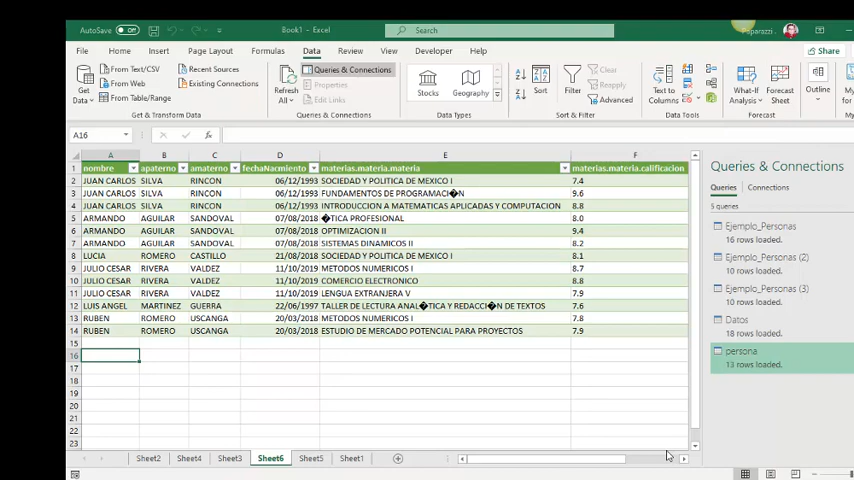 AutoSave Off Book1 - Excel Search Paparazzi
File Home Insert Page Layout Formulas Data Review View Developer Help Share
Get Data From Text/CSV From Web From Table/Range Recent Sources Existing Connections
Get & Transform Data
Refresh All Queries & Connections Properties Edit Links
Queries & Connections
Stocks Geography
Data Types
Sort Filter Clear Reapply Advanced
Sort & Filter
Text to Columns
Data Tools
What-If Analysis Forecast Sheet
Forecast
Outline
A16 fx
A B C D E F
nombre apaterno amaterno fechaNacmiento materias.materia.materia materias.materia.calificacion
1
2 JUAN CARLOS SILVA RINCON 06/12/1993 SOCIEDAD Y POLITICA DE MEXICO I 7.4
3 JUAN CARLOS SILVA RINCON 06/12/1993 FUNDAMENTOS DE PROGRAMACI�N 9.6
4 JUAN CARLOS SILVA RINCON 06/12/1993 INTRODUCCION A MATEMATICAS APLICADAS Y COMPUTACION 8.8
5 ARMANDO AGUILAR SANDOVAL 07/08/2018 �TICA PROFESIONAL 8.0
6 ARMANDO AGUILAR SANDOVAL 07/08/2018 OPTIMIZACION II 9.4
7 ARMANDO AGUILAR SANDOVAL 07/08/2018 SISTEMAS DINAMICOS II 8.2
8 LUCIA ROMERO CASTILLO 21/08/2018 SOCIEDAD Y POLITICA DE MEXICO I 8.1
9 JULIO CESAR RIVERA VALDEZ 11/10/2019 METODOS NUMERICOS I 8.7
10 JULIO CESAR RIVERA VALDEZ 11/10/2019 COMERCIO ELECTRONICO 8.8
11 JULIO CESAR RIVERA VALDEZ 11/10/2019 LENGUA EXTRANJERA V 7.9
12 LUIS ANGEL MARTINEZ GUERRA 22/06/1997 TALLER DE LECTURA ANAL�TICA Y REDACCI�N DE TEXTOS 7.6
13 RUBEN ROMERO USCANGA 20/03/2018 METODOS NUMERICOS I 7.8
14 RUBEN ROMERO USCANGA 20/03/2018 ESTUDIO DE MERCADO POTENCIAL PARA PROYECTOS 7.9
15
16
17
18
19
20
21
22
23
Queries & Connections
Queries Connections
5 queries
Ejemplo_Personas
16 rows loaded.
Ejemplo_Personas (2)
10 rows loaded.
Ejemplo_Personas (3)
10 rows loaded.
Datos
18 rows loaded.
persona
13 rows loaded.
Sheet2 Sheet4 Sheet3 Sheet6 Sheet5 Sheet1